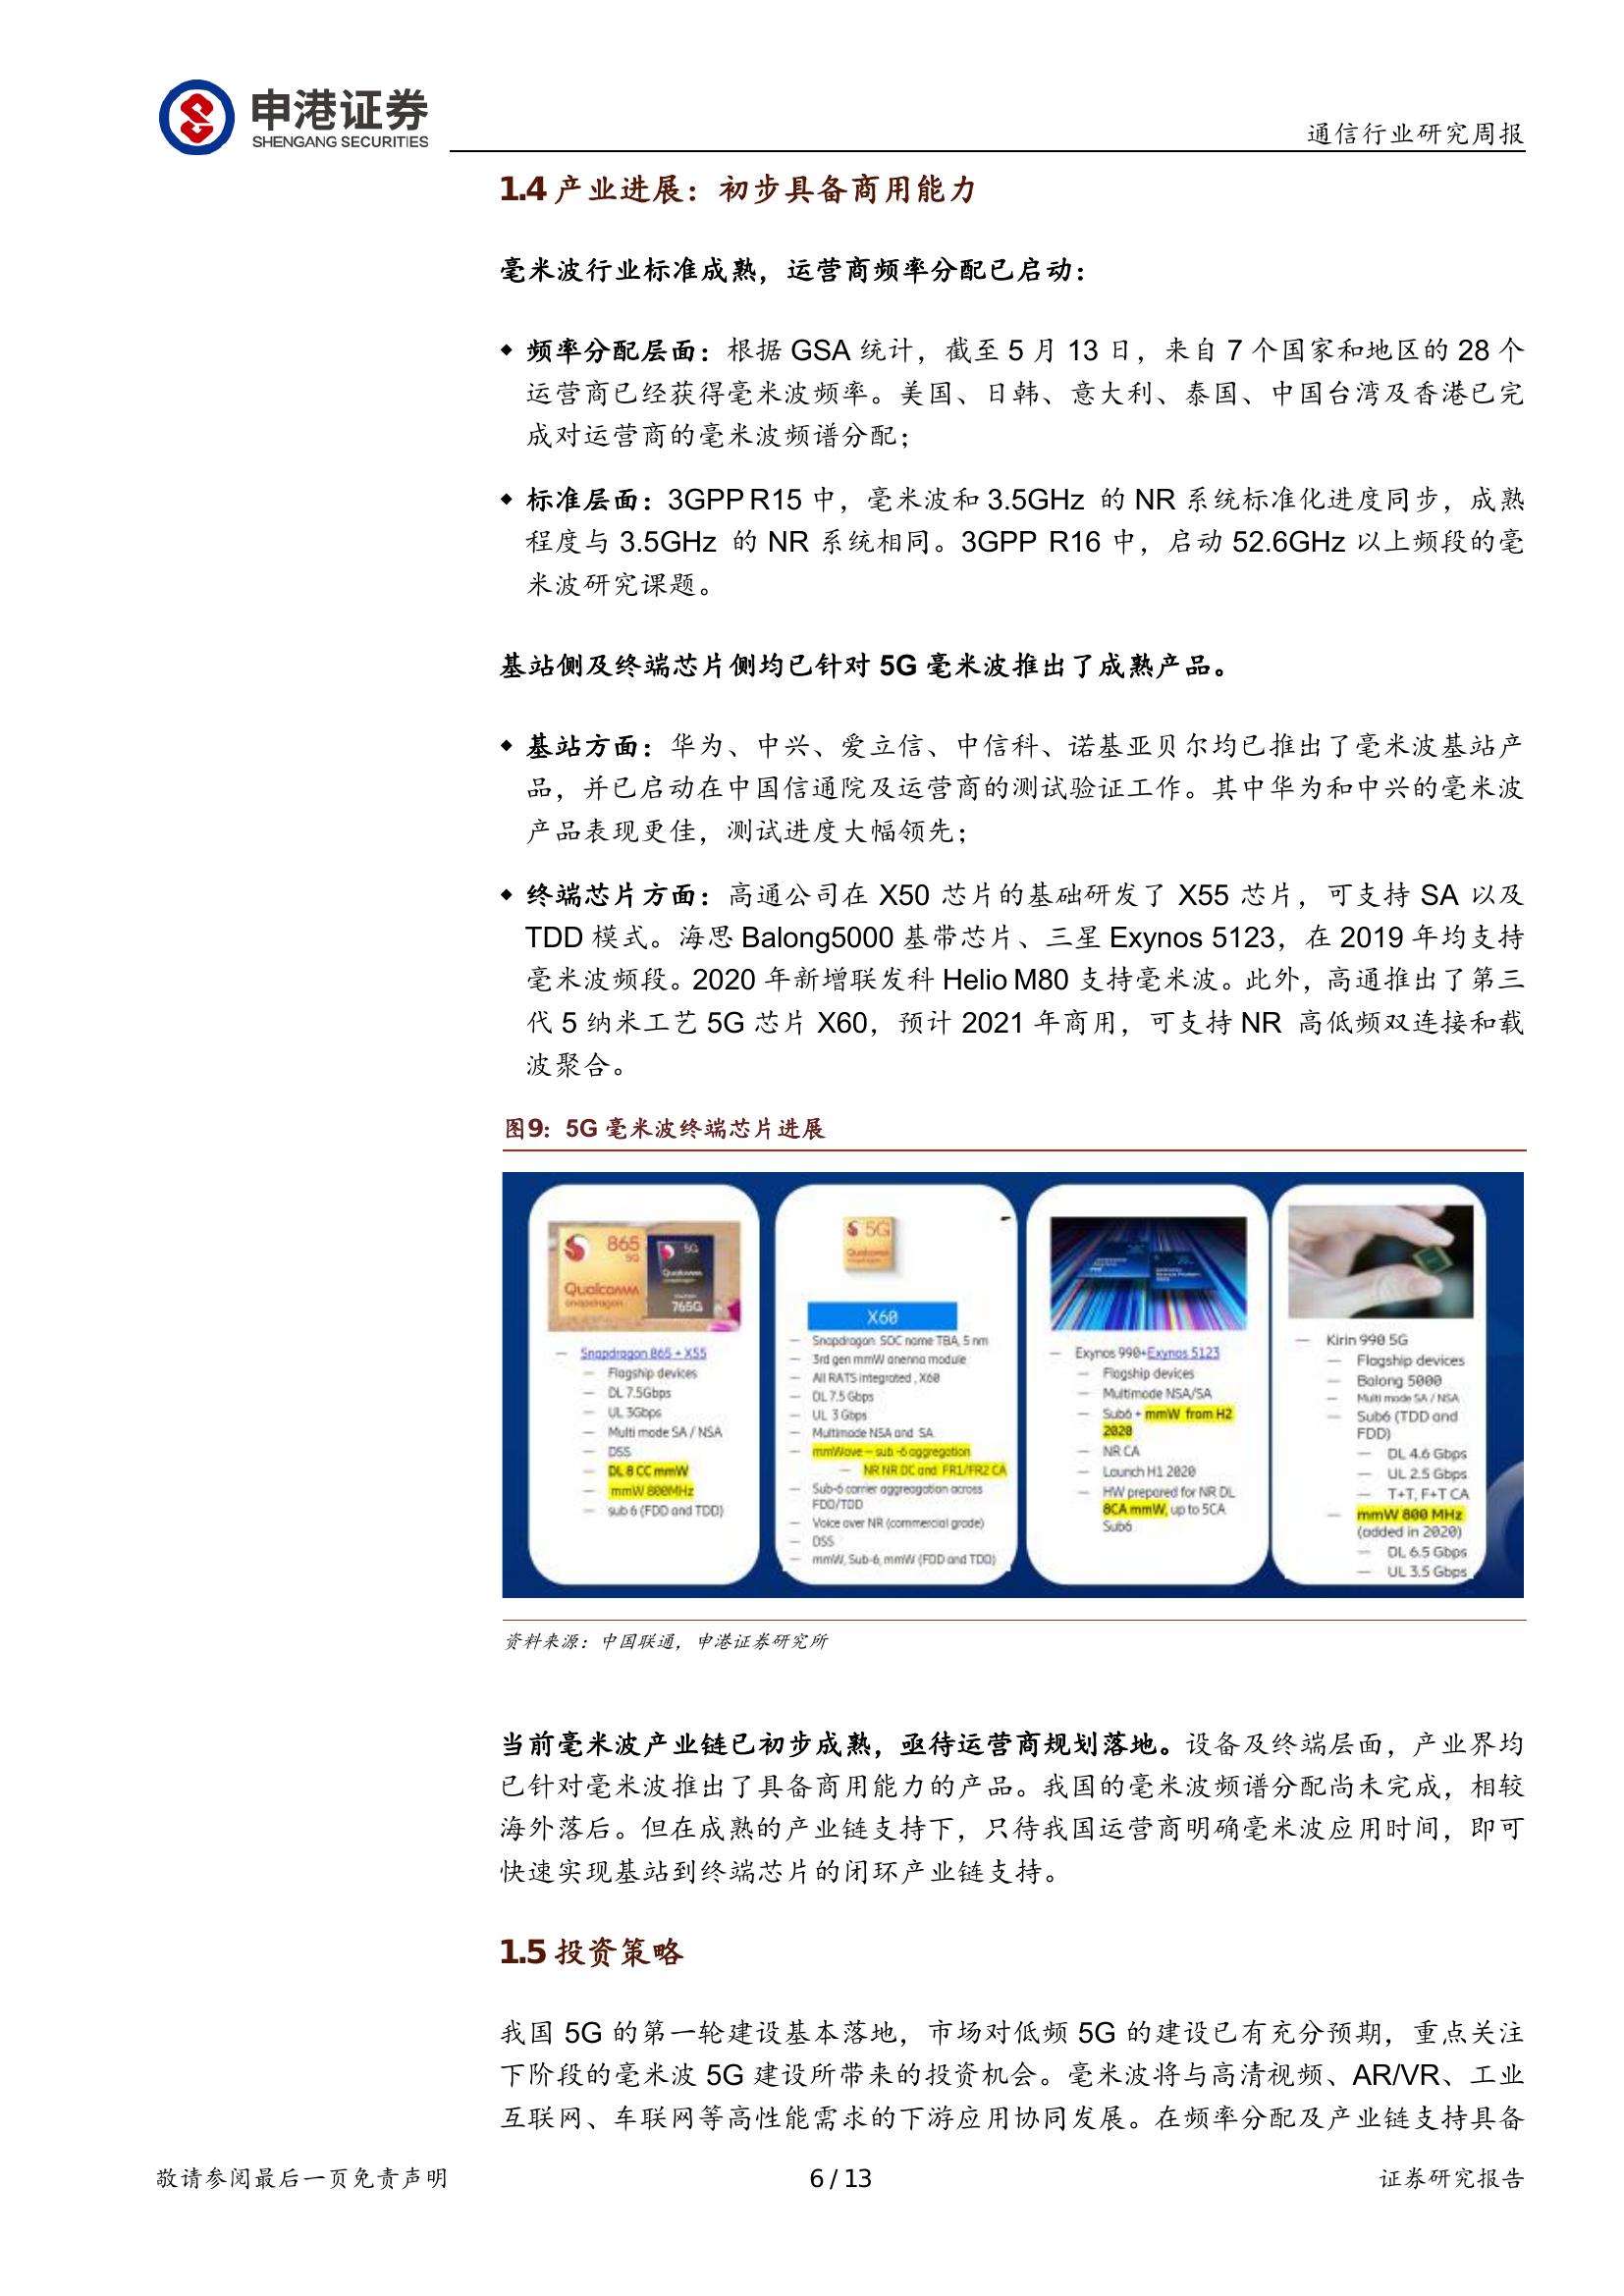 申港证券
SHENGANG SECURITIES
通信行业研究周报
1.4 产业进展：初步具备商用能力
毫米波行业标准成熟，运营商频率分配已启动：
◆ 频率分配层面：根据 GSA 统计，截至 5 月 13 日，来自 7 个国家和地区的 28 个
运营商已经获得毫米波频率。美国、日韩、意大利、泰国、中国台湾及香港已完
成对运营商的毫米波频谱分配；
◆ 标准层面：3GPP R15 中，毫米波和 3.5GHz 的 NR 系统标准化进度同步，成熟
程度与 3.5GHz 的 NR 系统相同。3GPP R16 中，启动 52.6GHz 以上频段的毫
米波研究课题。
基站侧及终端芯片侧均已针对 5G 毫米波推出了成熟产品。
◆ 基站方面：华为、中兴、爱立信、中信科、诺基亚贝尔均已推出了毫米波基站产
品，并已启动在中国信通院及运营商的测试验证工作。其中华为和中兴的毫米波
产品表现更佳，测试进度大幅领先；
◆ 终端芯片方面：高通公司在 X50 芯片的基础研发了 X55 芯片，可支持 SA 以及
TDD 模式。海思 Balong5000 基带芯片、三星 Exynos 5123，在 2019 年均支持
毫米波频段。2020 年新增联发科 Helio M80 支持毫米波。此外，高通推出了第三
代 5 纳米工艺 5G 芯片 X60，预计 2021 年商用，可支持 NR 高低频双连接和载
波聚合。
图9：5G 毫米波终端芯片进展
865
5G
Qualcomm
snapdragon
5G
Qualcomm
snapdragon
765G
— Snapdragon 865 + X55
— Flagship devices
— DL 7.5Gbps
— UL 3Gbps
— Multi mode SA / NSA
— DSS
— DL 8 CC mmW
— mmW 800MHz
— sub 6 (FDD and TDD)
5G
Qualcomm
snapdragon
X60
— Snapdragon SOC name TBA, 5 nm
— 3rd gen mmW anenna module
— All RATS integrated , X60
— DL 7.5 Gbps
— UL 3 Gbps
— Multimode NSA and SA
— mmWave – sub -6 aggregation
— NR NR DC and FR1/FR2 CA
— Sub-6 carrier aggreagation across
FDD/TDD
— Voice over NR (commercial grade)
— DSS
— mmW, Sub-6, mmW (FDD and TDD)
— Exynos 990+Exynos 5123
— Flagship devices
— Multimode NSA/SA
— Sub6 + mmW from H2
2020
— NR CA
— Launch H1 2020
— HW prepared for NR DL
8CA mmW, up to 5CA
Sub6
— Kirin 990 5G
— Flagship devices
— Balong 5000
— Multi mode SA / NSA
— Sub6 (TDD and
FDD)
— DL 4.6 Gbps
— UL 2.5 Gbps
— T+T, F+T CA
— mmW 800 MHz
(added in 2020)
— DL 6.5 Gbps
— UL 3.5 Gbps
资料来源：中国联通，申港证券研究所
当前毫米波产业链已初步成熟，亟待运营商规划落地。设备及终端层面，产业界均
已针对毫米波推出了具备商用能力的产品。我国的毫米波频谱分配尚未完成，相较
海外落后。但在成熟的产业链支持下，只待我国运营商明确毫米波应用时间，即可
快速实现基站到终端芯片的闭环产业链支持。
1.5 投资策略
我国 5G 的第一轮建设基本落地，市场对低频 5G 的建设已有充分预期，重点关注
下阶段的毫米波 5G 建设所带来的投资机会。毫米波将与高清视频、AR/VR、工业
互联网、车联网等高性能需求的下游应用协同发展。在频率分配及产业链支持具备
敬请参阅最后一页免责声明
6 / 13
证券研究报告